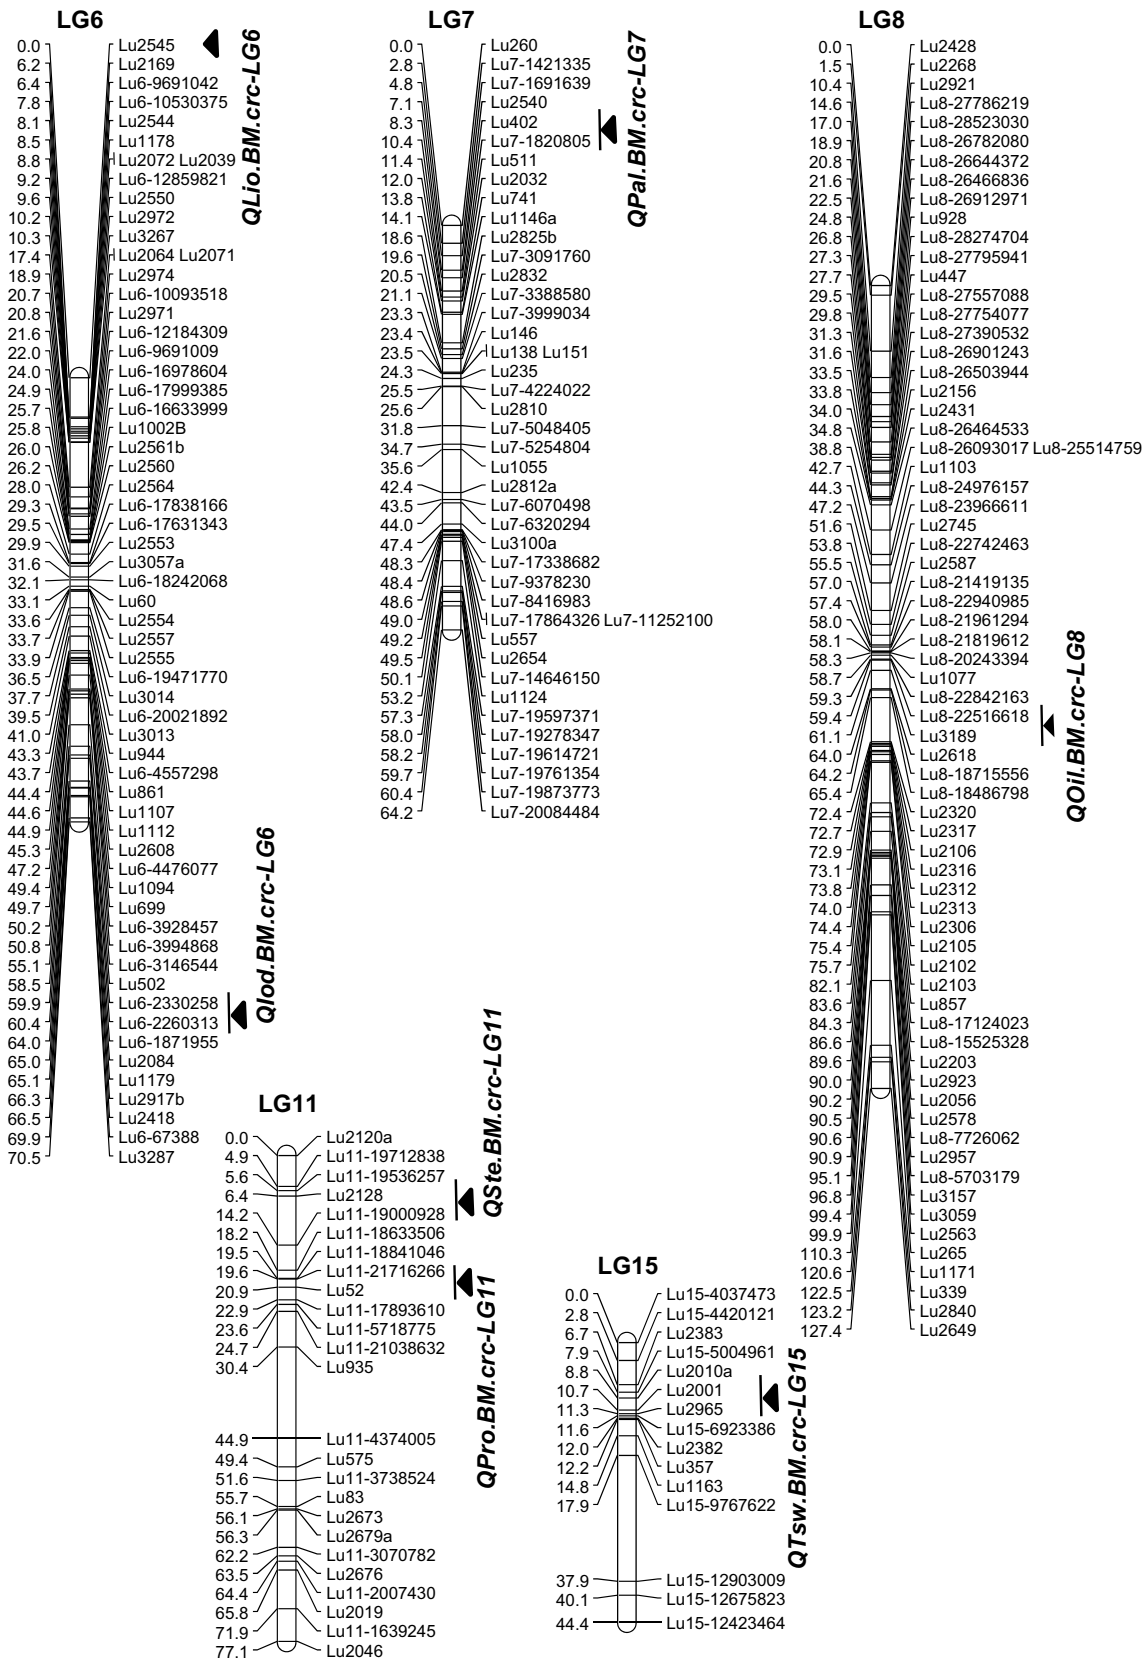 LG6
0.0 Lu2545
6.2 Lu2169
6.4 Lu6-9691042
7.8 Lu6-10530375
8.1 Lu2544
8.5 Lu1178
8.8 Lu2072 Lu2039
9.2 Lu6-12859821
9.6 Lu2550
10.2 Lu2972
10.3 Lu3267
17.4 Lu2064 Lu2071
18.9 Lu2974
20.7 Lu6-10093518
20.8 Lu2971
21.6 Lu6-12184309
22.0 Lu6-9691009
24.0 Lu6-16978604
24.9 Lu6-17999385
25.7 Lu6-16633999
25.8 Lu1002B
26.0 Lu2561b
26.2 Lu2560
28.0 Lu2564
29.3 Lu6-17838166
29.5 Lu6-17631343
29.9 Lu2553
31.6 Lu3057a
32.1 Lu6-18242068
33.1 Lu60
33.6 Lu2554
33.7 Lu2557
33.9 Lu2555
36.5 Lu6-19471770
37.7 Lu3014
39.5 Lu6-20021892
41.0 Lu3013
43.3 Lu944
43.7 Lu6-4557298
44.4 Lu861
44.6 Lu1107
44.9 Lu1112
45.3 Lu2608
47.2 Lu6-4476077
49.4 Lu1094
49.7 Lu699
50.2 Lu6-3928457
50.8 Lu6-3994868
55.1 Lu6-3146544
58.5 Lu502
59.9 Lu6-2330258
60.4 Lu6-2260313
64.0 Lu6-1871955
65.0 Lu2084
65.1 Lu1179
66.3 Lu2917b
66.5 Lu2418
69.9 Lu6-67388
70.5 Lu3287
QLio.BM.crc-LG6
QIod.BM.crc-LG6
LG7
0.0 Lu260
2.8 Lu7-1421335
4.8 Lu7-1691639
7.1 Lu2540
8.3 Lu402
10.4 Lu7-1820805
11.4 Lu511
12.0 Lu2032
13.8 Lu741
14.1 Lu1146a
18.6 Lu2825b
19.6 Lu7-3091760
20.5 Lu2832
21.1 Lu7-3388580
23.3 Lu7-3999034
23.4 Lu146
23.5 Lu138 Lu151
24.3 Lu235
25.5 Lu7-4224022
25.6 Lu2810
31.8 Lu7-5048405
34.7 Lu7-5254804
35.6 Lu1055
42.4 Lu2812a
43.5 Lu7-6070498
44.0 Lu7-6320294
47.4 Lu3100a
48.3 Lu7-17338682
48.4 Lu7-9378230
48.6 Lu7-8416983
49.0 Lu7-17864326 Lu7-11252100
49.2 Lu557
49.5 Lu2654
50.1 Lu7-14646150
53.2 Lu1124
57.3 Lu7-19597371
58.0 Lu7-19278347
58.2 Lu7-19614721
59.7 Lu7-19761354
60.4 Lu7-19873773
64.2 Lu7-20084484
QPal.BM.crc-LG7
LG8
0.0 Lu2428
1.5 Lu2268
10.4 Lu2921
14.6 Lu8-27786219
17.0 Lu8-28523030
18.9 Lu8-26782080
20.8 Lu8-26644372
21.6 Lu8-26466836
22.5 Lu8-26912971
24.8 Lu928
26.8 Lu8-28274704
27.3 Lu8-27795941
27.7 Lu447
29.5 Lu8-27557088
29.8 Lu8-27754077
31.3 Lu8-27390532
31.6 Lu8-26901243
33.5 Lu8-26503944
33.8 Lu2156
34.0 Lu2431
34.8 Lu8-26464533
38.8 Lu8-26093017 Lu8-25514759
42.7 Lu1103
44.3 Lu8-24976157
47.2 Lu8-23966611
51.6 Lu2745
53.8 Lu8-22742463
55.5 Lu2587
57.0 Lu8-21419135
57.4 Lu8-22940985
58.0 Lu8-21961294
58.1 Lu8-21819612
58.3 Lu8-20243394
58.7 Lu1077
59.3 Lu8-22842163
59.4 Lu8-22516618
61.1 Lu3189
64.0 Lu2618
64.2 Lu8-18715556
65.4 Lu8-18486798
72.4 Lu2320
72.7 Lu2317
72.9 Lu2106
73.1 Lu2316
73.8 Lu2312
74.0 Lu2313
74.4 Lu2306
75.4 Lu2105
75.7 Lu2102
82.1 Lu2103
83.6 Lu857
84.3 Lu8-17124023
86.6 Lu8-15525328
89.6 Lu2203
90.0 Lu2923
90.2 Lu2056
90.5 Lu2578
90.6 Lu8-7726062
90.9 Lu2957
95.1 Lu8-5703179
96.8 Lu3157
99.4 Lu3059
99.9 Lu2563
110.3 Lu265
120.6 Lu1171
122.5 Lu339
123.2 Lu2840
127.4 Lu2649
QOil.BM.crc-LG8
LG11
0.0 Lu2120a
4.9 Lu11-19712838
5.6 Lu11-19536257
6.4 Lu2128
14.2 Lu11-19000928
18.2 Lu11-18633506
19.5 Lu11-18841046
19.6 Lu11-21716266
20.9 Lu52
22.9 Lu11-17893610
23.6 Lu11-5718775
24.7 Lu11-21038632
30.4 Lu935
44.9 Lu11-4374005
49.4 Lu575
51.6 Lu11-3738524
55.7 Lu83
56.1 Lu2673
56.3 Lu2679a
62.2 Lu11-3070782
63.5 Lu2676
64.4 Lu11-2007430
65.8 Lu2019
71.9 Lu11-1639245
77.1 Lu2046
QSte.BM.crc-LG11
QPro.BM.crc-LG11
LG15
0.0 Lu15-4037473
2.8 Lu15-4420121
6.7 Lu2383
7.9 Lu15-5004961
8.8 Lu2010a
10.7 Lu2001
11.3 Lu2965
11.6 Lu15-6923386
12.0 Lu2382
12.2 Lu357
14.8 Lu1163
17.9 Lu15-9767622
37.9 Lu15-12903009
40.1 Lu15-12675823
44.4 Lu15-12423464
QTsw.BM.crc-LG15